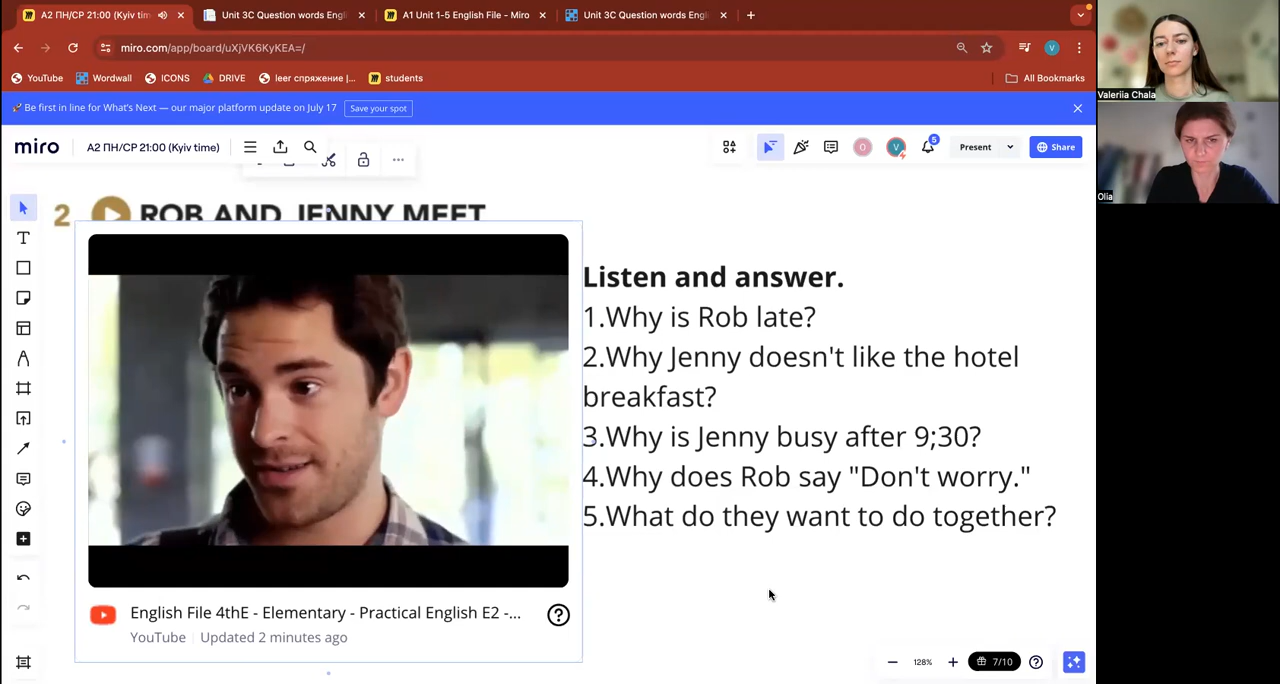 A2 ПН/СР 21:00 (Kyiv tim
Unit 3C Question words Engl
A1 Unit 1-5 English File - Miro
Unit 3C Question words Engl
miro.com/app/board/uXjVK6KyKEA=/
V
YouTube
Wordwall
ICONS
DRIVE
leer спряжение |...
students
All Bookmarks
🚀 Be first in line for What's Next — our major platform update on July 17
Save your spot
miro
A2 ПН/СР 21:00 (Kyiv time)
O
V
5
Present
Share
Valeriia Chala
Olia
2 ROB AND JENNY MEET
Listen and answer.
1.Why is Rob late?
2.Why Jenny doesn't like the hotel
breakfast?
3.Why is Jenny busy after 9;30?
4.Why does Rob say "Don't worry."
5.What do they want to do together?
English File 4thE - Elementary - Practical English E2 -...
YouTube
Updated 2 minutes ago
128%
7/10